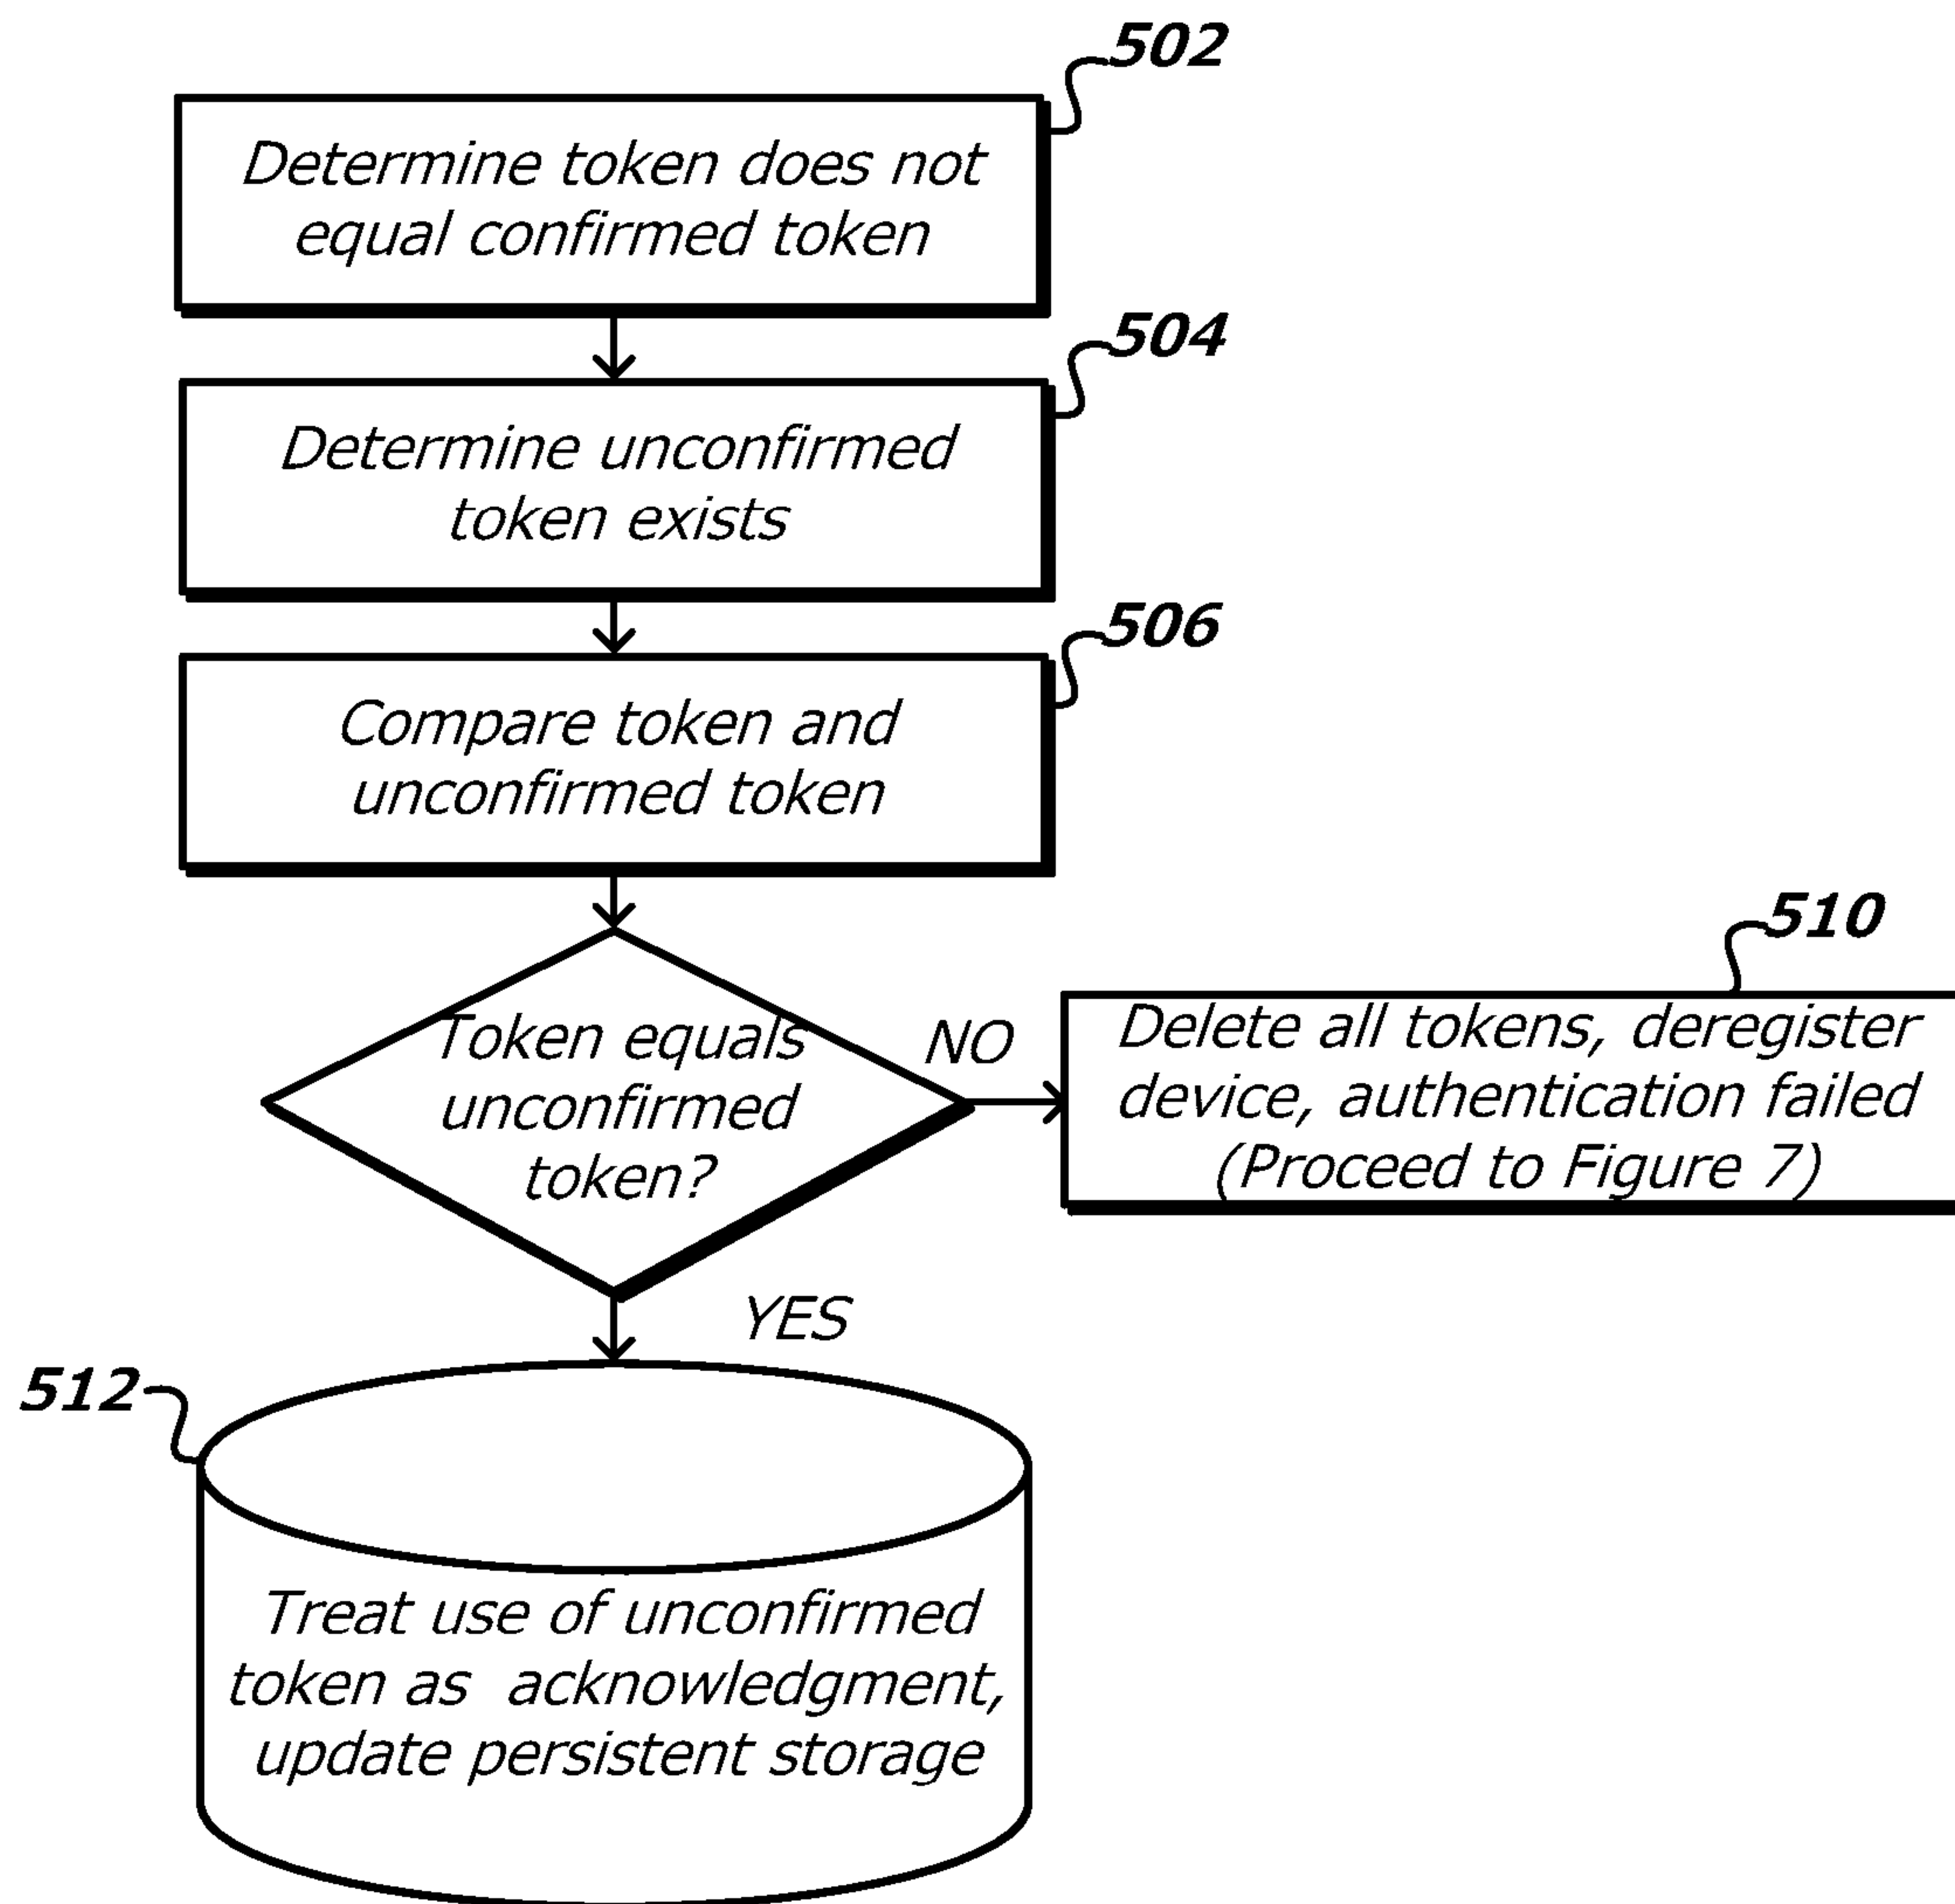 502
Determine token does not
equal confirmed token
504
Determine unconfirmed
token exists
506
Compare token and
unconfirmed token
Token equals
unconfirmed
token?
NO
510
Delete all tokens, deregister
device, authentication failed
(Proceed to Figure 7)
YES
512
Treat use of unconfirmed
token as acknowledgment,
update persistent storage